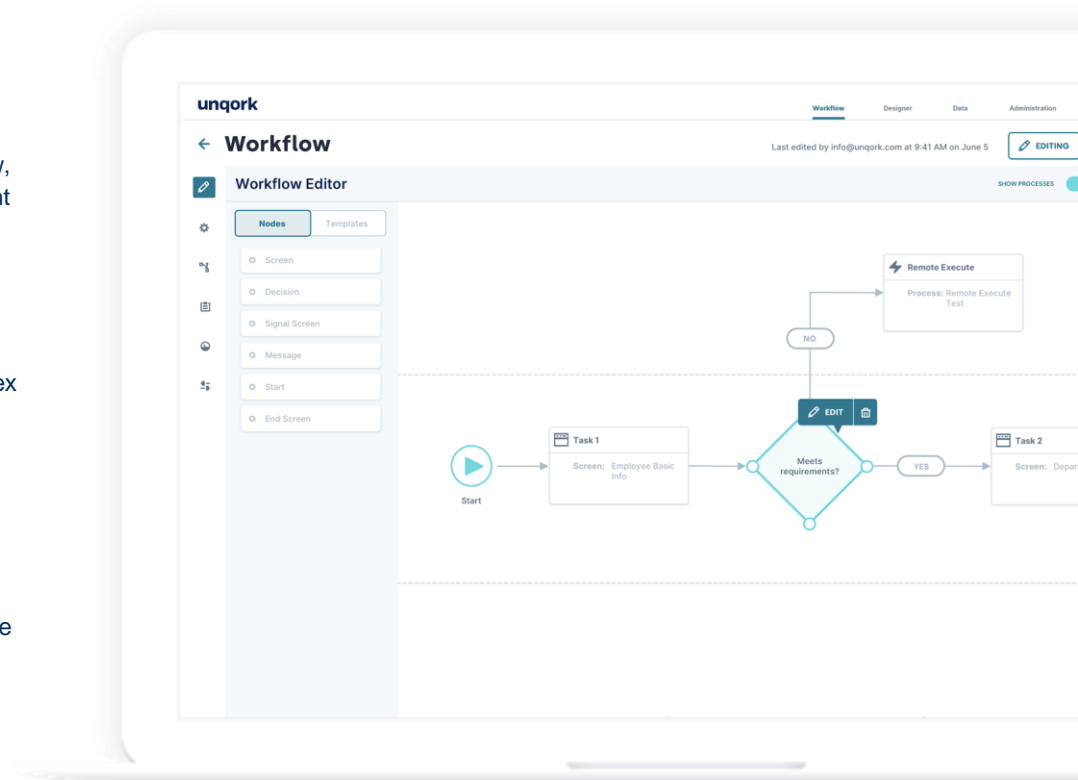 unqork
Workflow
Designer
Data
Administration
Workflow
Last edited by info@unqork.com at 9:41 AM on June 5
EDITING
Workflow Editor
SHOW PROCESSES
Nodes
Templates
Screen
Decision
Signal Screen
Message
Start
End Screen
Remote Execute
Process: Remote Execute
Test
NO
EDIT
Task 1
Screen: Employee Basic
Info
Start
Meets
requirements?
YES
Task 2
Screen: